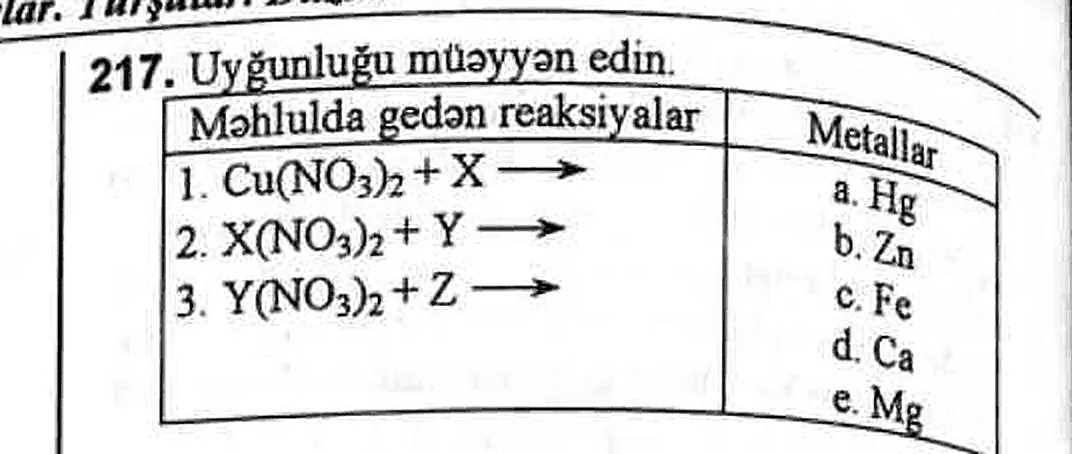 217. Uyğunluğu müəyyən edin.
Məhlulda gedən reaksiyalar
1. Cu(NO₃)₂ + X ⟶
2. X(NO₃)₂ + Y ⟶
3. Y(NO₃)₂ + Z ⟶
Metallar
a. Hg
b. Zn
c. Fe
d. Ca
e. Mg